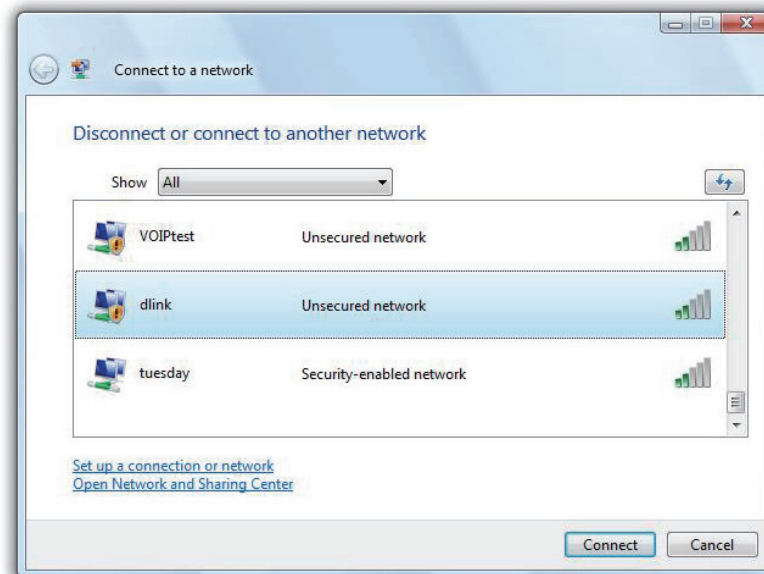 Connect to a network
Disconnect or connect to another network
Show All
VOIPtest Unsecured network
dlink Unsecured network
tuesday Security-enabled network
Set up a connection or network
Open Network and Sharing Center
Connect Cancel